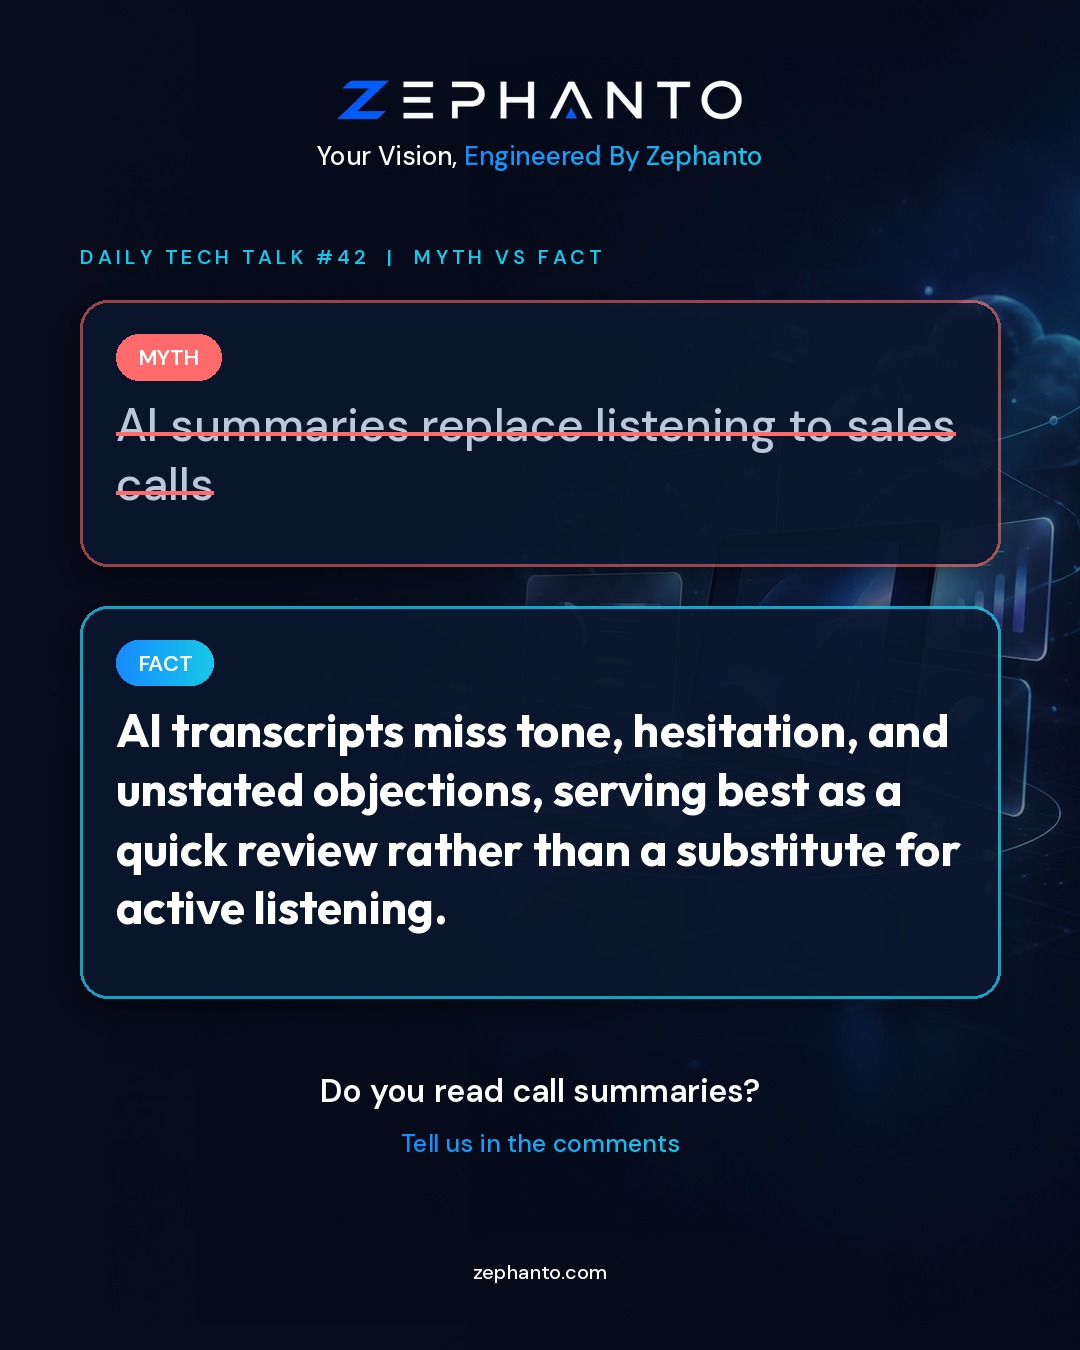 ZEPHANTO
Your Vision, Engineered By Zephanto
DAILY TECH TALK #42 | MYTH VS FACT
MYTH
AI summaries replace listening to sales
calls
FACT
AI transcripts miss tone, hesitation, and
unstated objections, serving best as a
quick review rather than a substitute for
active listening.
Do you read call summaries?
Tell us in the comments
zephanto.com